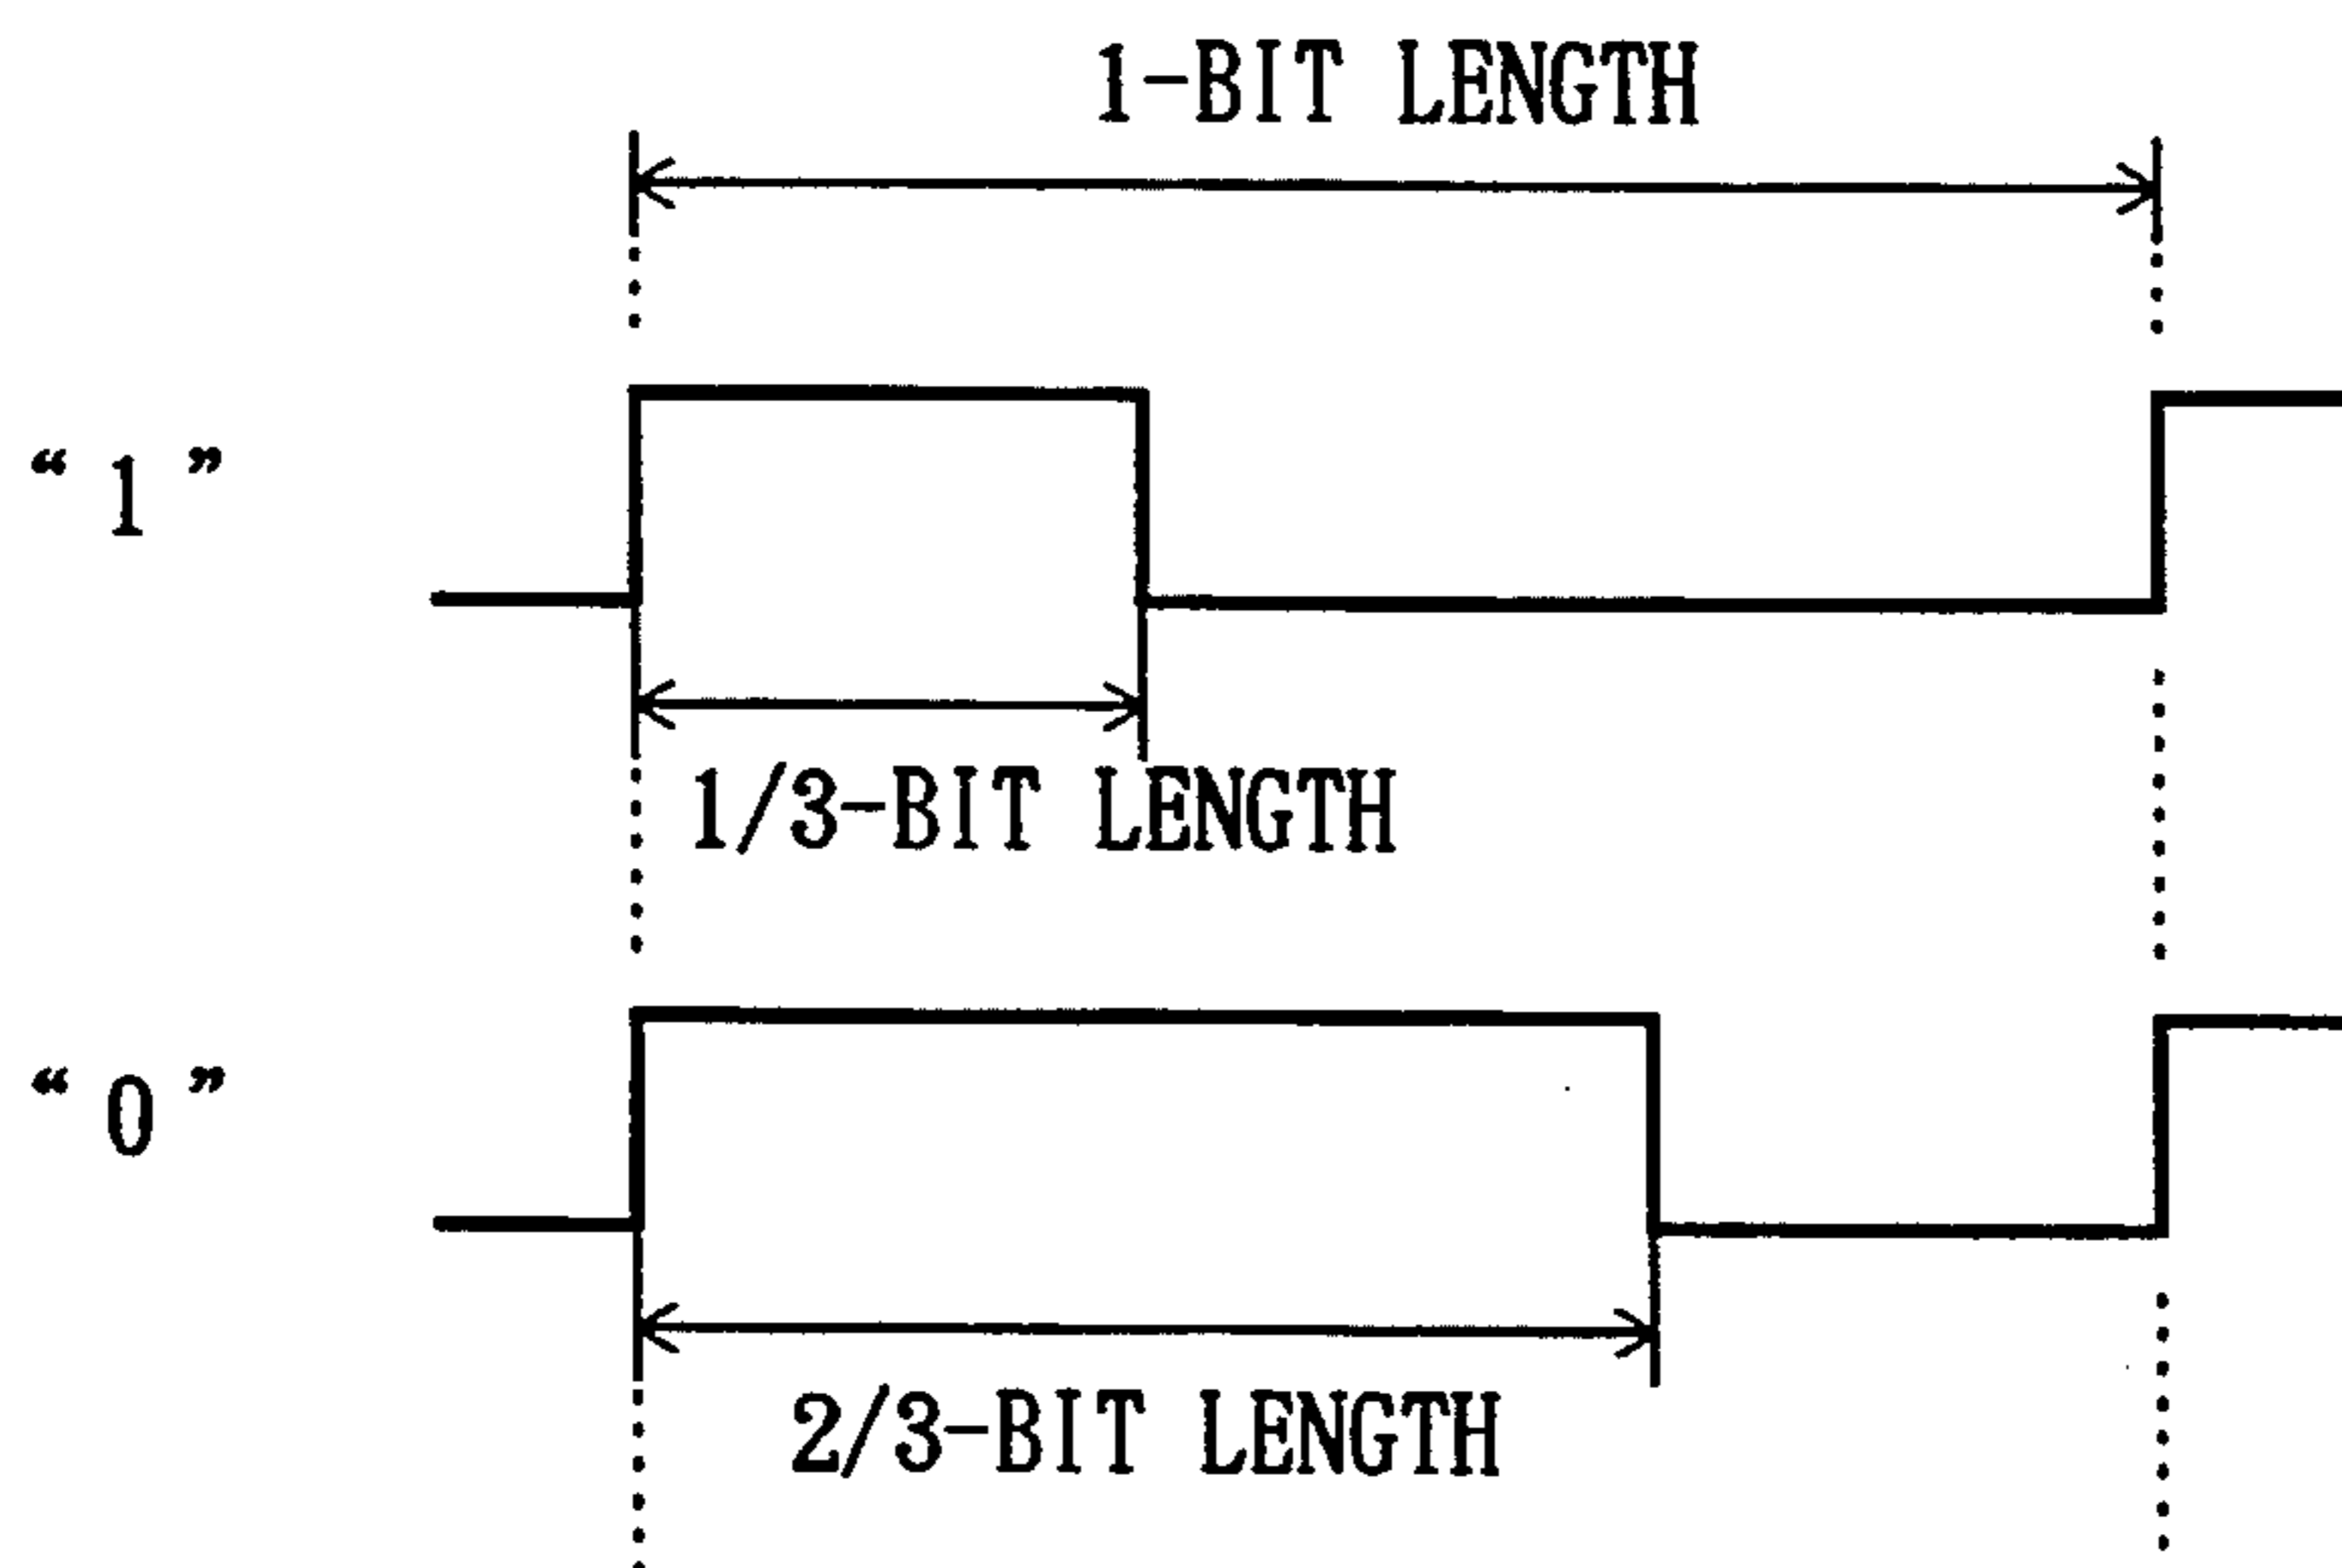 1-BIT LENGTH
“1”
1/3-BIT LENGTH
“0”
2/3-BIT LENGTH